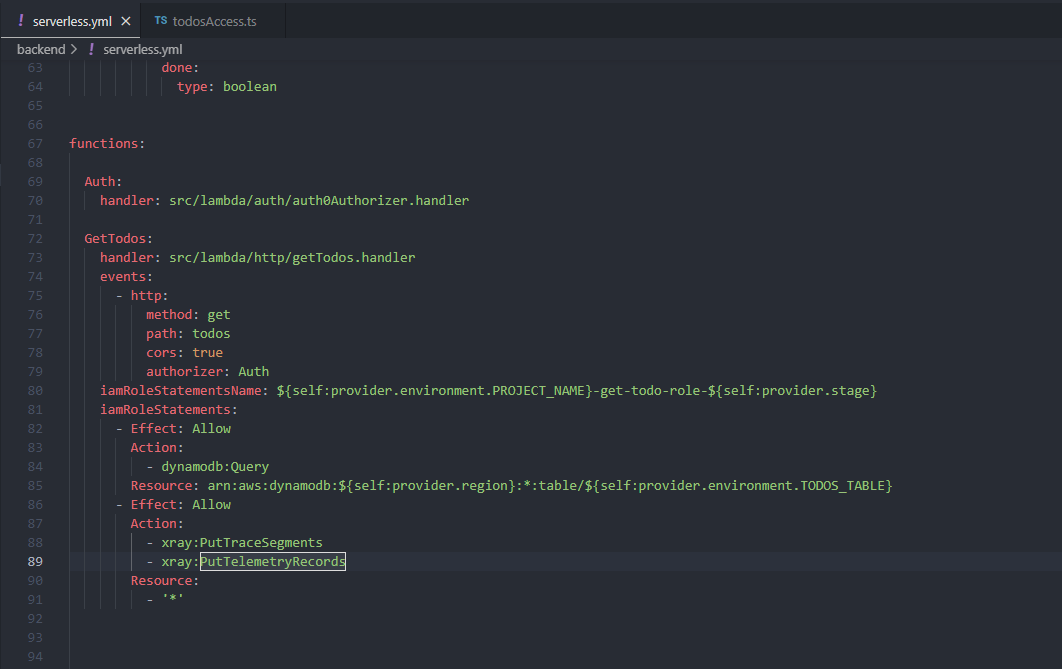 ! serverless.yml ×
TS todosAccess.ts
backend > ! serverless.yml
63 done:
64 type: boolean
65
66
67 functions:
68
69 Auth:
70 handler: src/lambda/auth/auth0Authorizer.handler
71
72 GetTodos:
73 handler: src/lambda/http/getTodos.handler
74 events:
75 - http:
76 method: get
77 path: todos
78 cors: true
79 authorizer: Auth
80 iamRoleStatementsName: ${self:provider.environment.PROJECT_NAME}-get-todo-role-${self:provider.stage}
81 iamRoleStatements:
82 - Effect: Allow
83 Action:
84 - dynamodb:Query
85 Resource: arn:aws:dynamodb:${self:provider.region}:*:table/${self:provider.environment.TODOS_TABLE}
86 - Effect: Allow
87 Action:
88 - xray:PutTraceSegments
89 - xray:PutTelemetryRecords
90 Resource:
91 - '*'
92
93
94